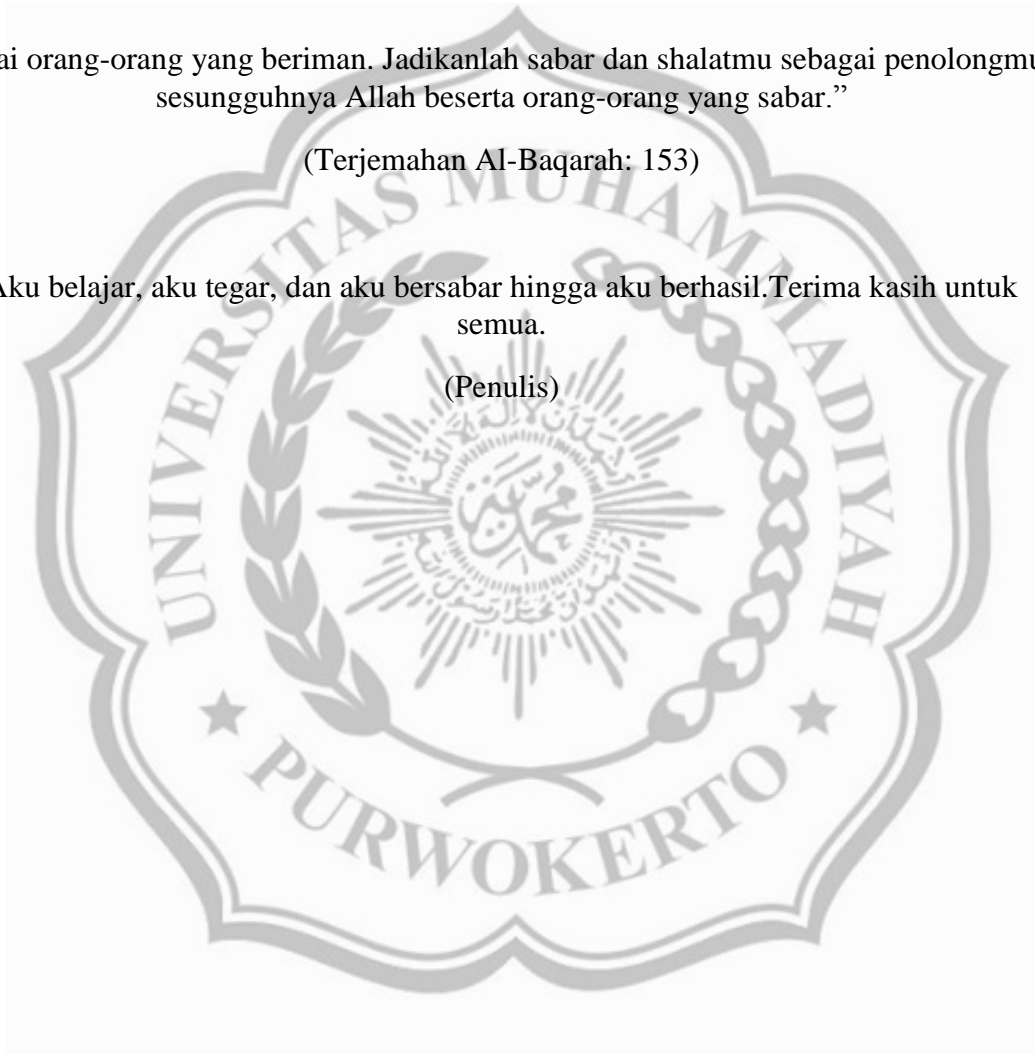 ai orang-orang yang beriman. Jadikanlah sabar dan shalatmu sebagai penolongmu
sesungguhnya Allah beserta orang-orang yang sabar.”
(Terjemahan Al-Baqarah: 153)
Aku belajar, aku tegar, dan aku bersabar hingga aku berhasil.Terima kasih untuk
semua.
(Penulis)
UNIVERSITAS MUHAMMADIYAH
PURWOKERTO